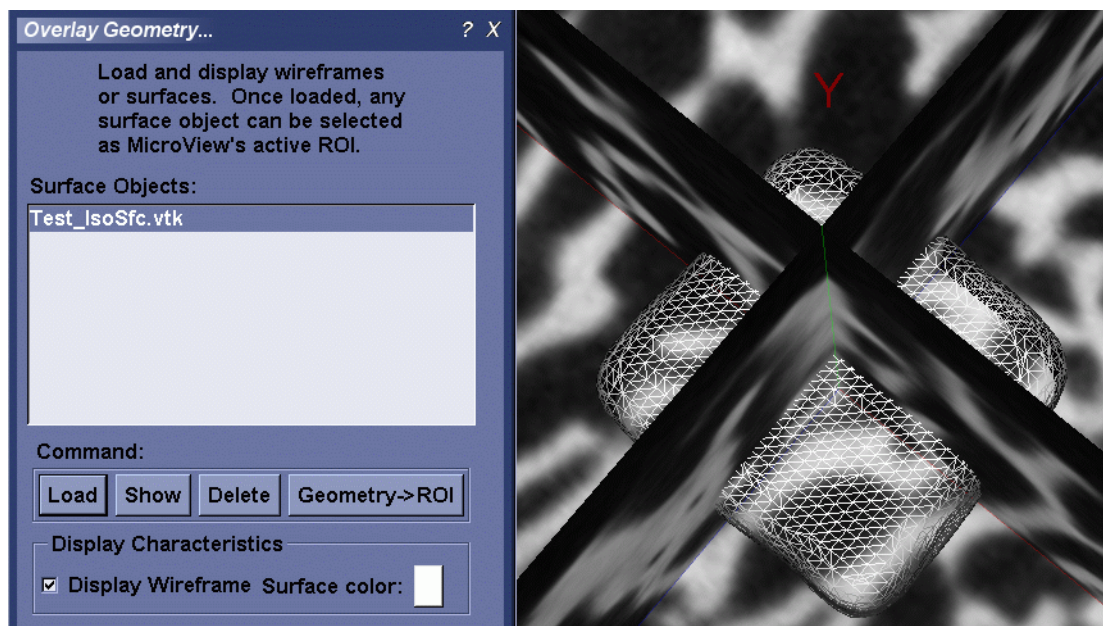 Overlay Geometry... ? X
Load and display wireframes
or surfaces. Once loaded, any
surface object can be selected
as MicroView's active ROI.
Surface Objects:
Test_IsoSfc.vtk
Command:
Load Show Delete Geometry->ROI
Display Characteristics
Display Wireframe Surface color:
Y